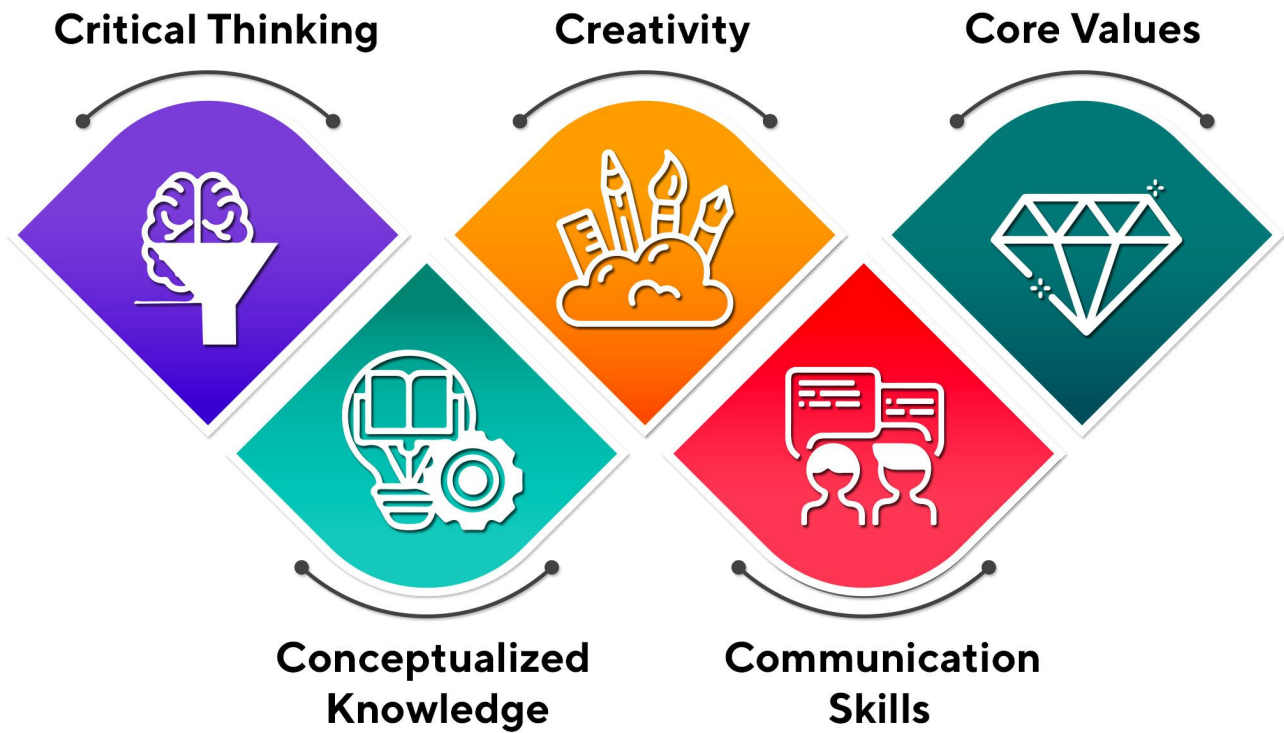 Critical Thinking
Creativity
Core Values
Conceptualized
Knowledge
Communication
Skills